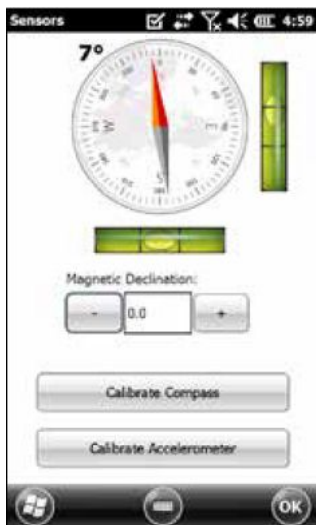 Sensors 4:59
7°
W E
S
Magnetic Declination:
- 0.0 +
Calibrate Compass
Calibrate Accelerometer
OK